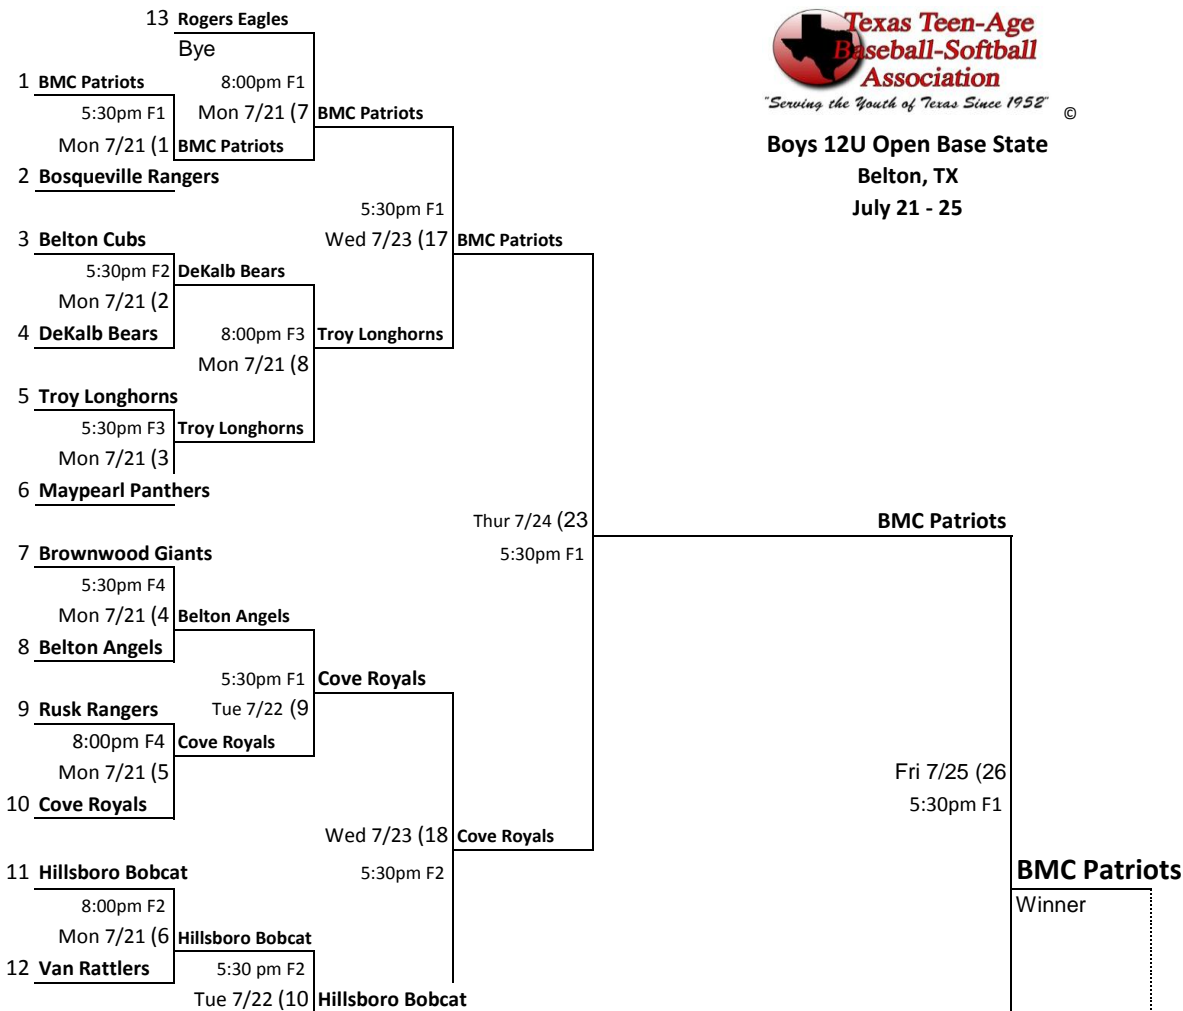 13 Rogers Eagles
Bye
Texas Teen-Age
Baseball-Softball
Association
"Serving the Youth of Texas Since 1952" ©
Boys 12U Open Base State
Belton, TX
July 21 - 25
1 BMC Patriots
8:00pm F1
5:30pm F1
Mon 7/21 (7 BMC Patriots
Mon 7/21 (1 BMC Patriots
2 Bosqueville Rangers
5:30pm F1
3 Belton Cubs
Wed 7/23 (17 BMC Patriots
5:30pm F2 DeKalb Bears
Mon 7/21 (2
4 DeKalb Bears
8:00pm F3 Troy Longhorns
Mon 7/21 (8
5 Troy Longhorns
5:30pm F3 Troy Longhorns
Mon 7/21 (3
6 Maypearl Panthers
Thur 7/24 (23
BMC Patriots
7 Brownwood Giants
5:30pm F1
5:30pm F4
Mon 7/21 (4 Belton Angels
8 Belton Angels
5:30pm F1 Cove Royals
9 Rusk Rangers
Tue 7/22 (9
8:00pm F4 Cove Royals
Mon 7/21 (5
Fri 7/25 (26
10 Cove Royals
5:30pm F1
Wed 7/23 (18 Cove Royals
11 Hillsboro Bobcat
5:30pm F2
BMC Patriots
8:00pm F2
Winner
Mon 7/21 (6 Hillsboro Bobcat
12 Van Rattlers
5:30 pm F2
Tue 7/22 (10 Hillsboro Bobcat